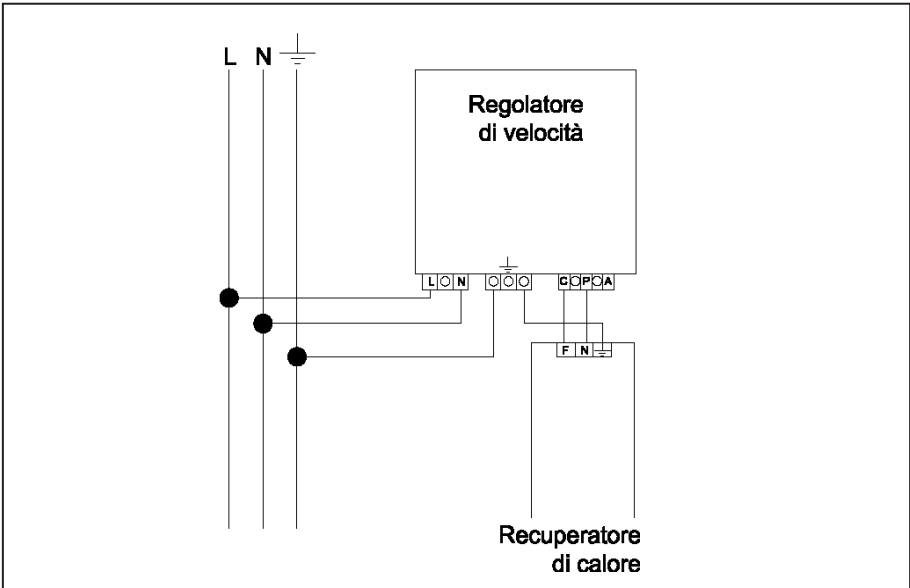 L N
Regolatore
di velocità
L N
C P A
F N
Recuperatore
di calore